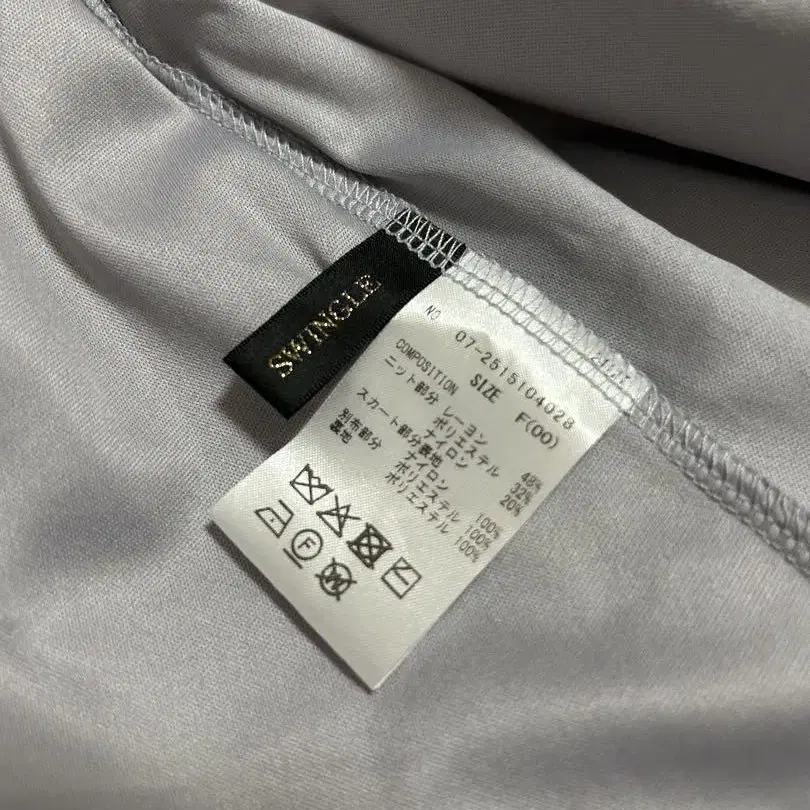 SWINGLE
NO 07-2515104028
SIZE F(00)
COMPOSITION
ニット部分
レーヨン 48%
ポリエステル 32%
ナイロン 20%
スカート部分表地
ナイロン 100%
別布部分 ポリエステル 100%
裏地 ポリエステル 100%